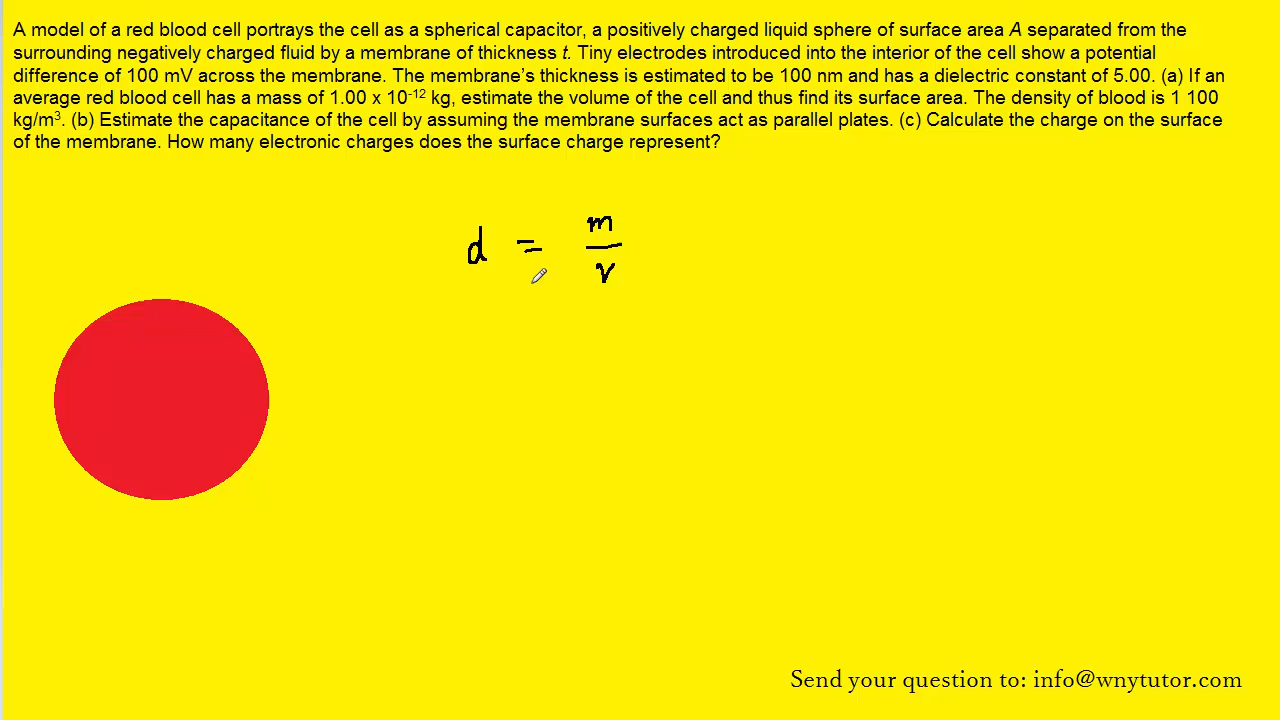 A model of a red blood cell portrays the cell as a spherical capacitor, a positively charged liquid sphere of surface area A separated from the
surrounding negatively charged fluid by a membrane of thickness t. Tiny electrodes introduced into the interior of the cell show a potential
difference of 100 mV across the membrane. The membrane's thickness is estimated to be 100 nm and has a dielectric constant of 5.00. (a) If an
average red blood cell has a mass of 1.00 x 10⁻¹² kg, estimate the volume of the cell and thus find its surface area. The density of blood is 1 100
kg/m³. (b) Estimate the capacitance of the cell by assuming the membrane surfaces act as parallel plates. (c) Calculate the charge on the surface
of the membrane. How many electronic charges does the surface charge represent?
d = m/v
Send your question to: info@wnytutor.com